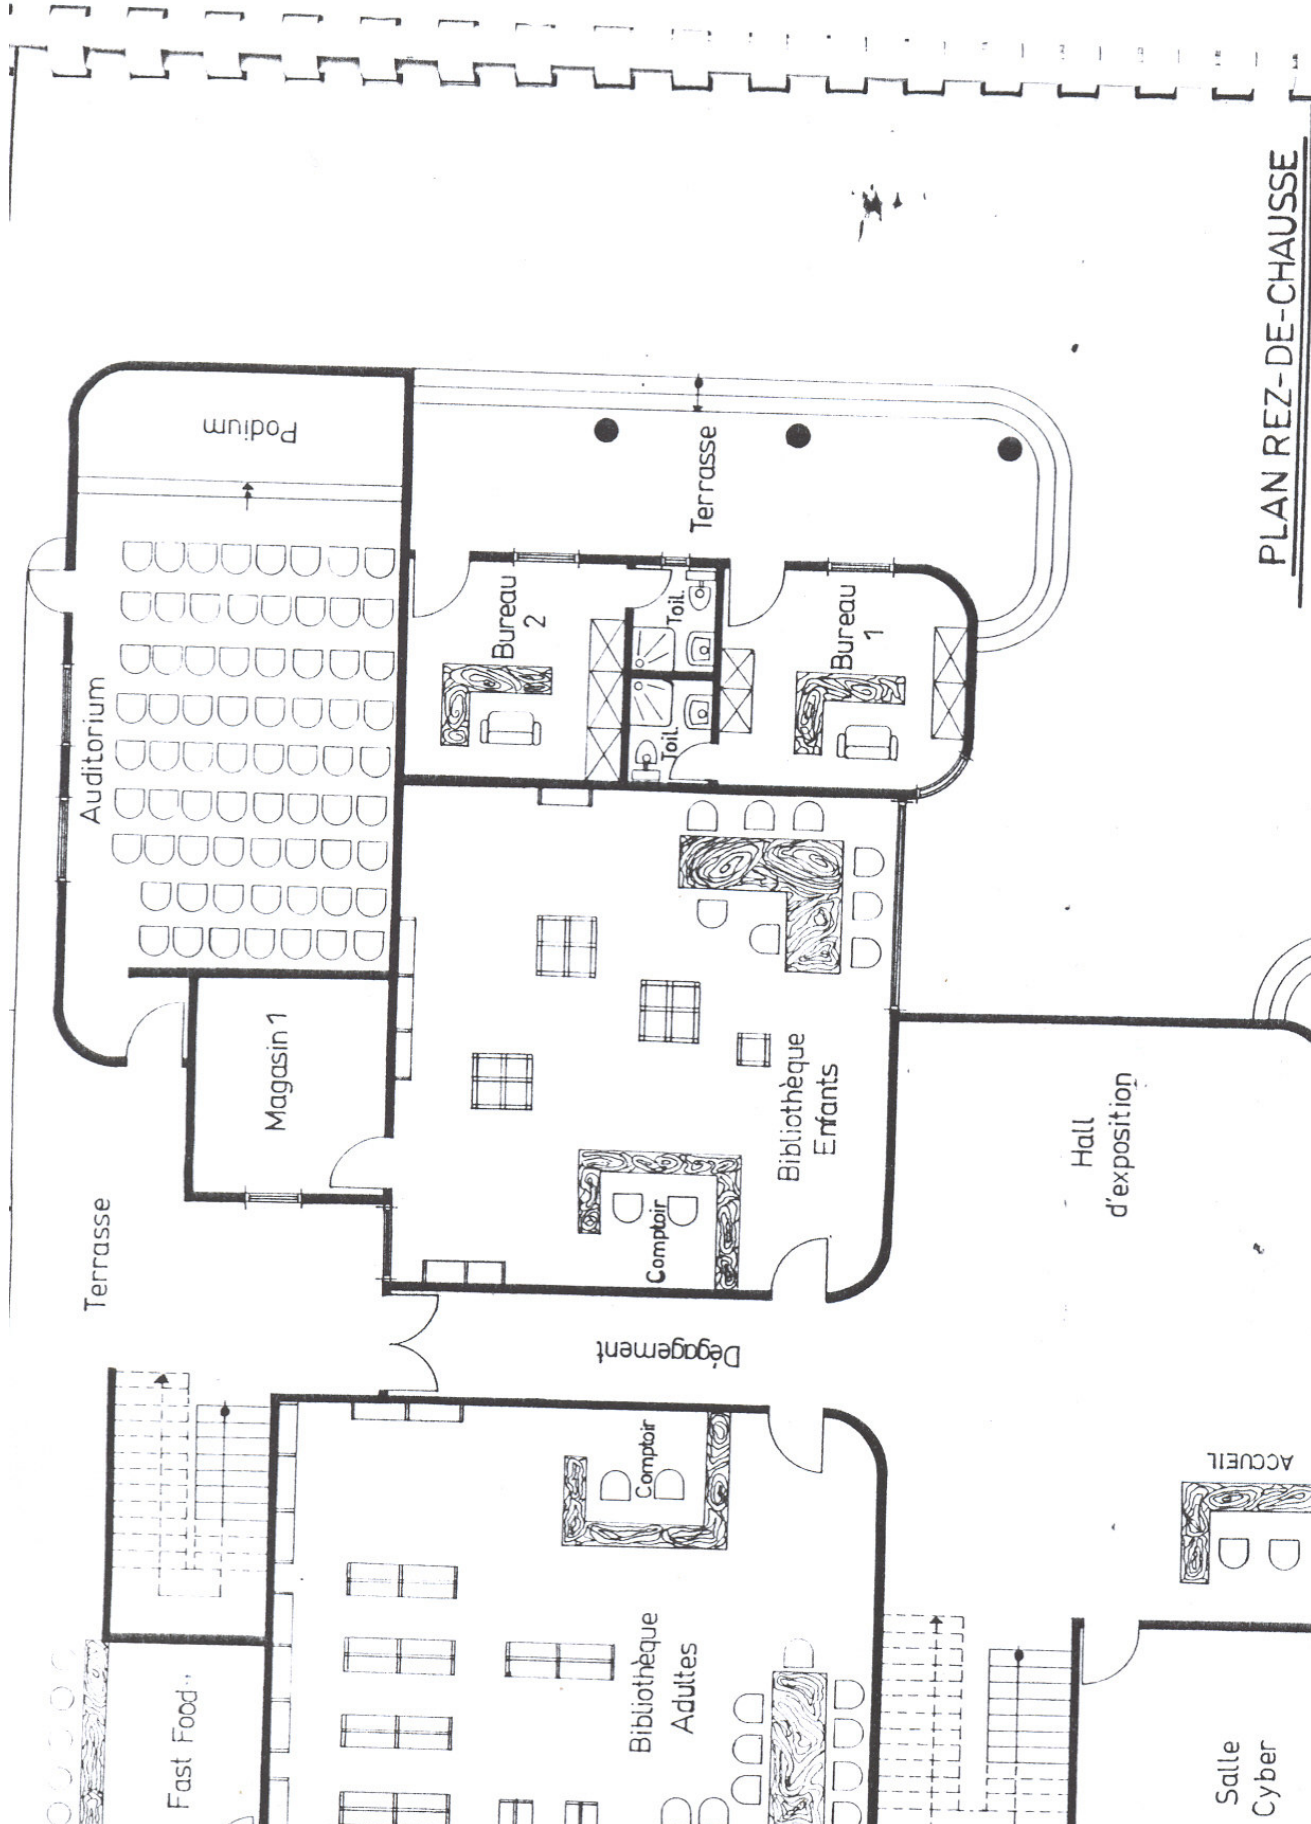 PLAN REZ-DE-CHAUSSE
Podium
Auditorium
Terrasse
Bureau
2
Toil.
Toil.
Bureau
1
Magasin 1
Bibliothèque
Enfants
Comptoir
Terrasse
Hall
d'exposition
Dégagement
Comptoir
ACCUEIL
Bibliothèque
Adultes
Fast Food
Salle
Cyber